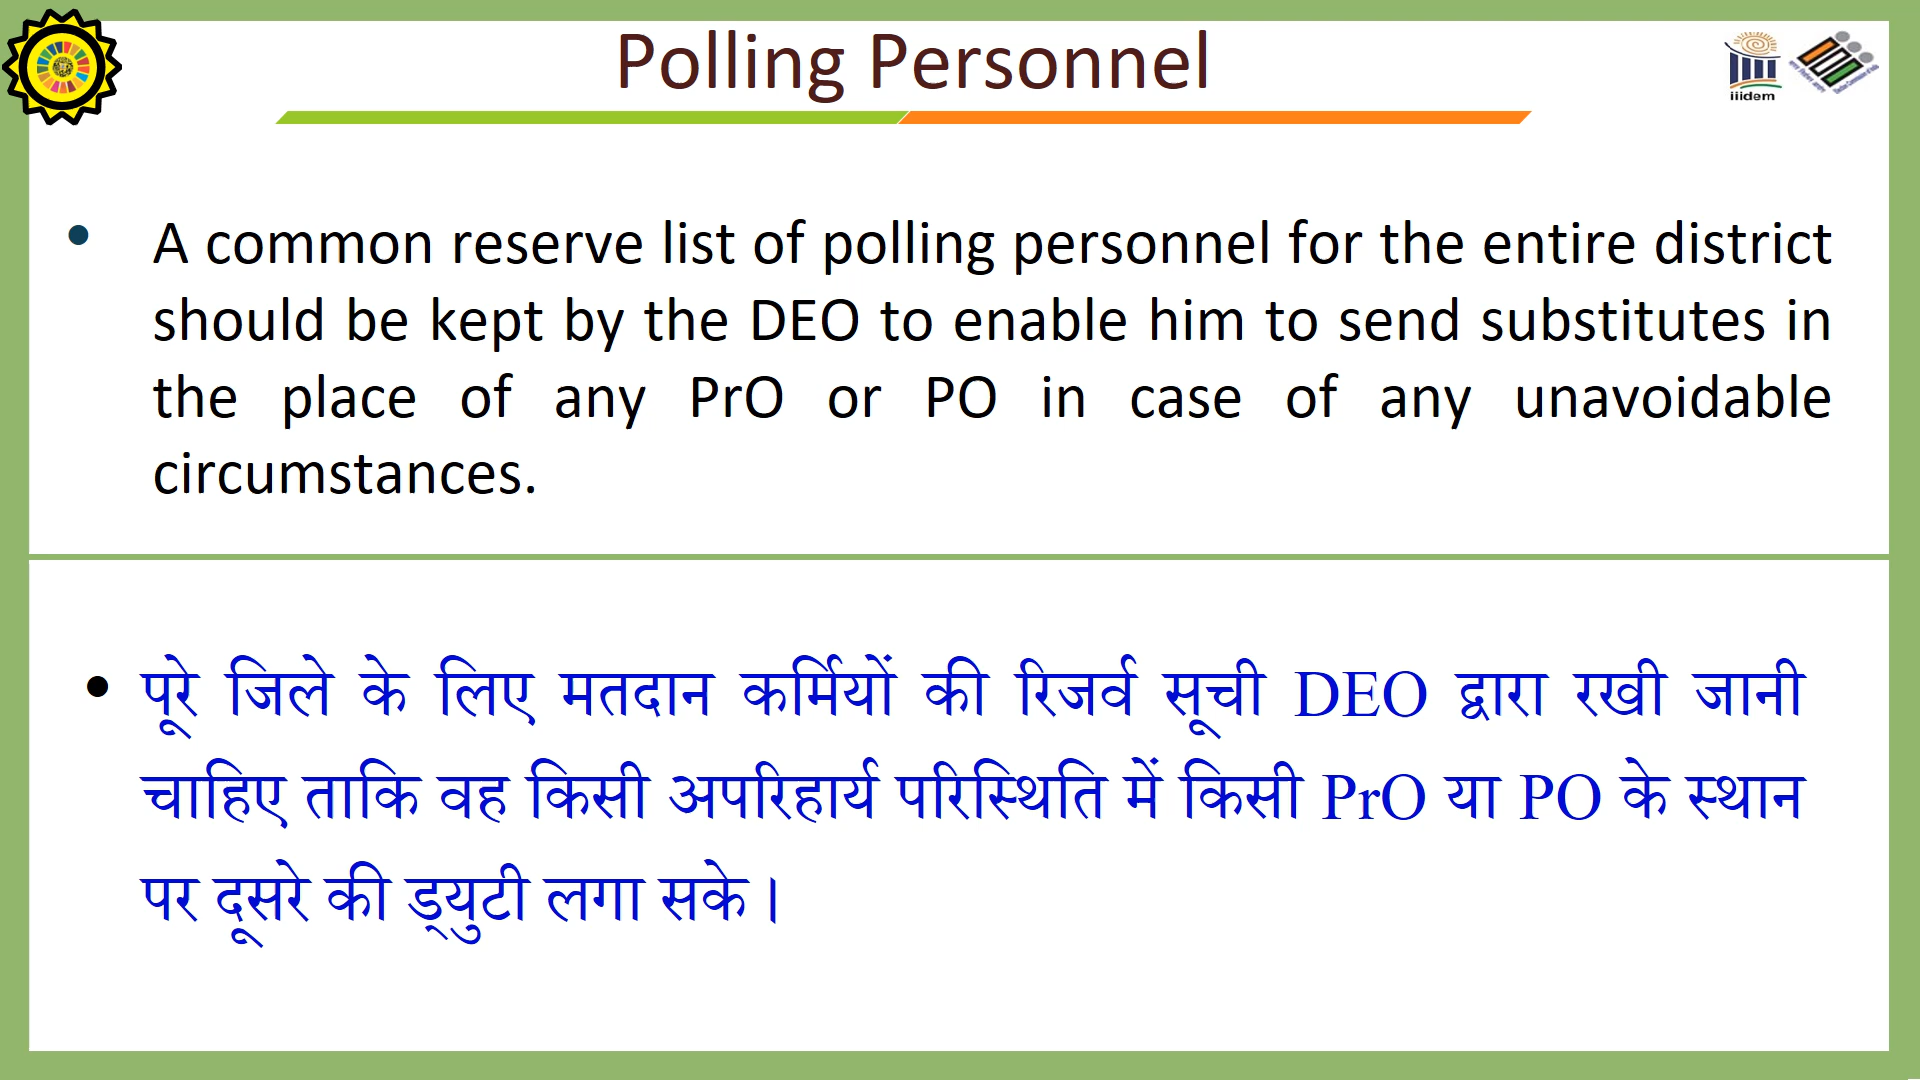 Polling Personnel
iiidem
• A common reserve list of polling personnel for the entire district
should be kept by the DEO to enable him to send substitutes in
the place of any PrO or PO in case of any unavoidable
circumstances.
• पूरे जिले के लिए मतदान कर्मियों की रिजर्व सूची DEO द्वारा रखी जानी
चाहिए ताकि वह किसी अपरिहार्य परिस्थिति में किसी PrO या PO के स्थान
पर दूसरे की ड्युटी लगा सके।